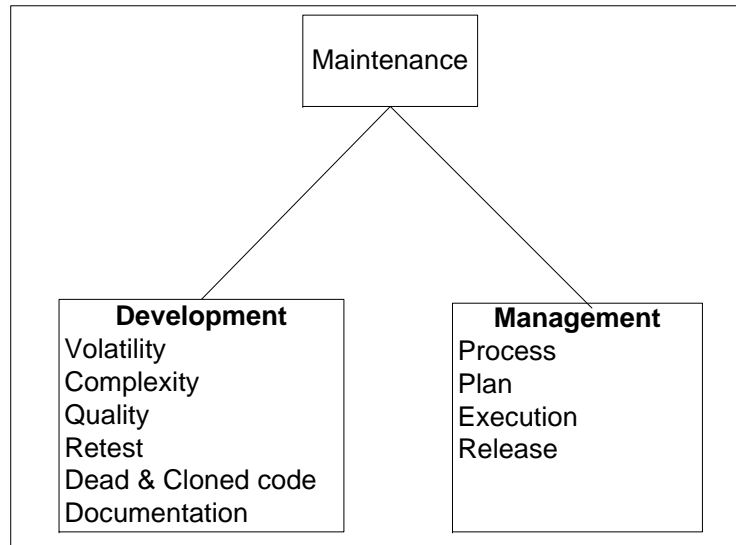 Maintenance
Development
Volatility
Complexity
Quality
Retest
Dead & Cloned code
Documentation
Management
Process
Plan
Execution
Release